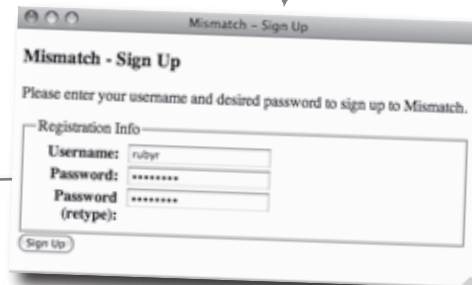 Mismatch – Sign Up
Mismatch - Sign Up
Please enter your username and desired password to sign up to Mismatch.
Registration Info
Username: rubyr
Password: ••••••••
Password ••••••••
(retype):
Sign Up